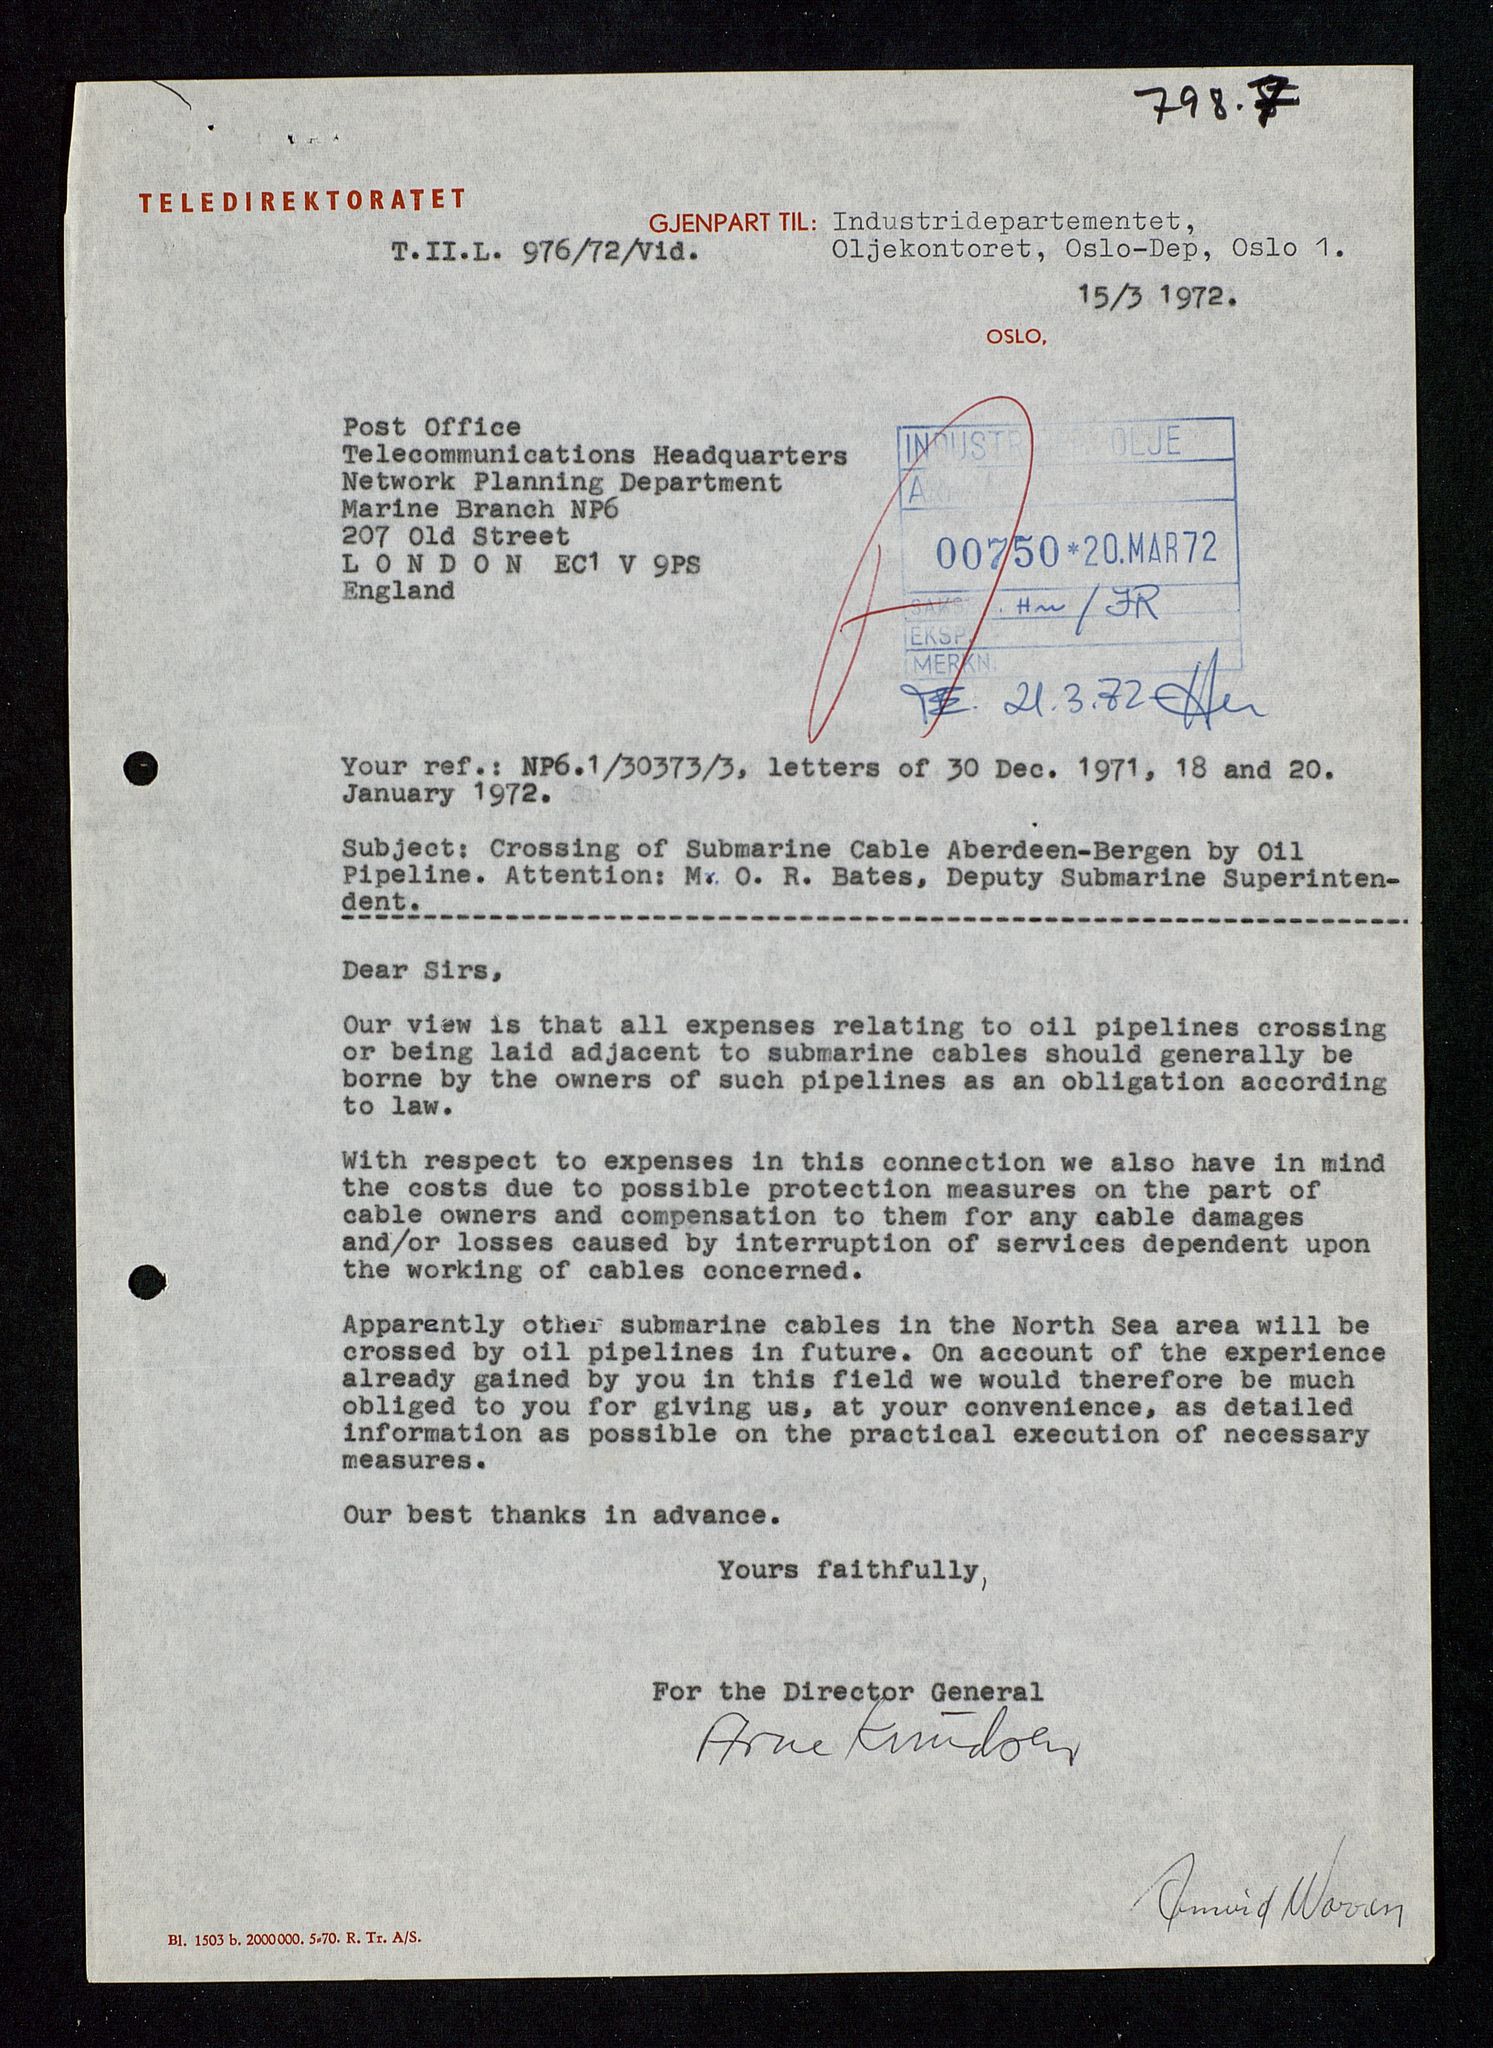 798.
TELEDIREKTORATET
GJENPART TIL: Industridepartementet,
T.II.L. 976/72/Vid.
Oljekontoret, Oslo-Dep, Oslo 1.
15/3 1972.
OSLO,
Post Office
Telecommunications Headquarters
Network Planning Department
Marine Branch NP6
207 Old Street
L O N D O N EC1 V 9PS
England
OLJE
00750*20.MAR72
/ JR
EKSP.
MERKN.
21.3.72
Your ref.: NP6.1/30373/3, letters of 30 Dec. 1971, 18 and 20.
January 1972.
Subject: Crossing of Submarine Cable Aberdeen-Bergen by Oil
Pipeline. Attention: Mr. O. R. Bates, Deputy Submarine Superinten-
dent.
Dear Sirs,
Our view is that all expenses relating to oil pipelines crossing
or being laid adjacent to submarine cables should generally be
borne by the owners of such pipelines as an obligation according
to law.
With respect to expenses in this connection we also have in mind
the costs due to possible protection measures on the part of
cable owners and compensation to them for any cable damages
and/or losses caused by interruption of services dependent upon
the working of cables concerned.
Apparently other submarine cables in the North Sea area will be
crossed by oil pipelines in future. On account of the experience
already gained by you in this field we would therefore be much
obliged to you for giving us, at your convenience, as detailed
information as possible on the practical execution of necessary
measures.
Our best thanks in advance.
Yours faithfully,
For the Director General
Arne Knudsen
Bl. 1503 b. 2000000. 5-70. R. Tr. A/S.